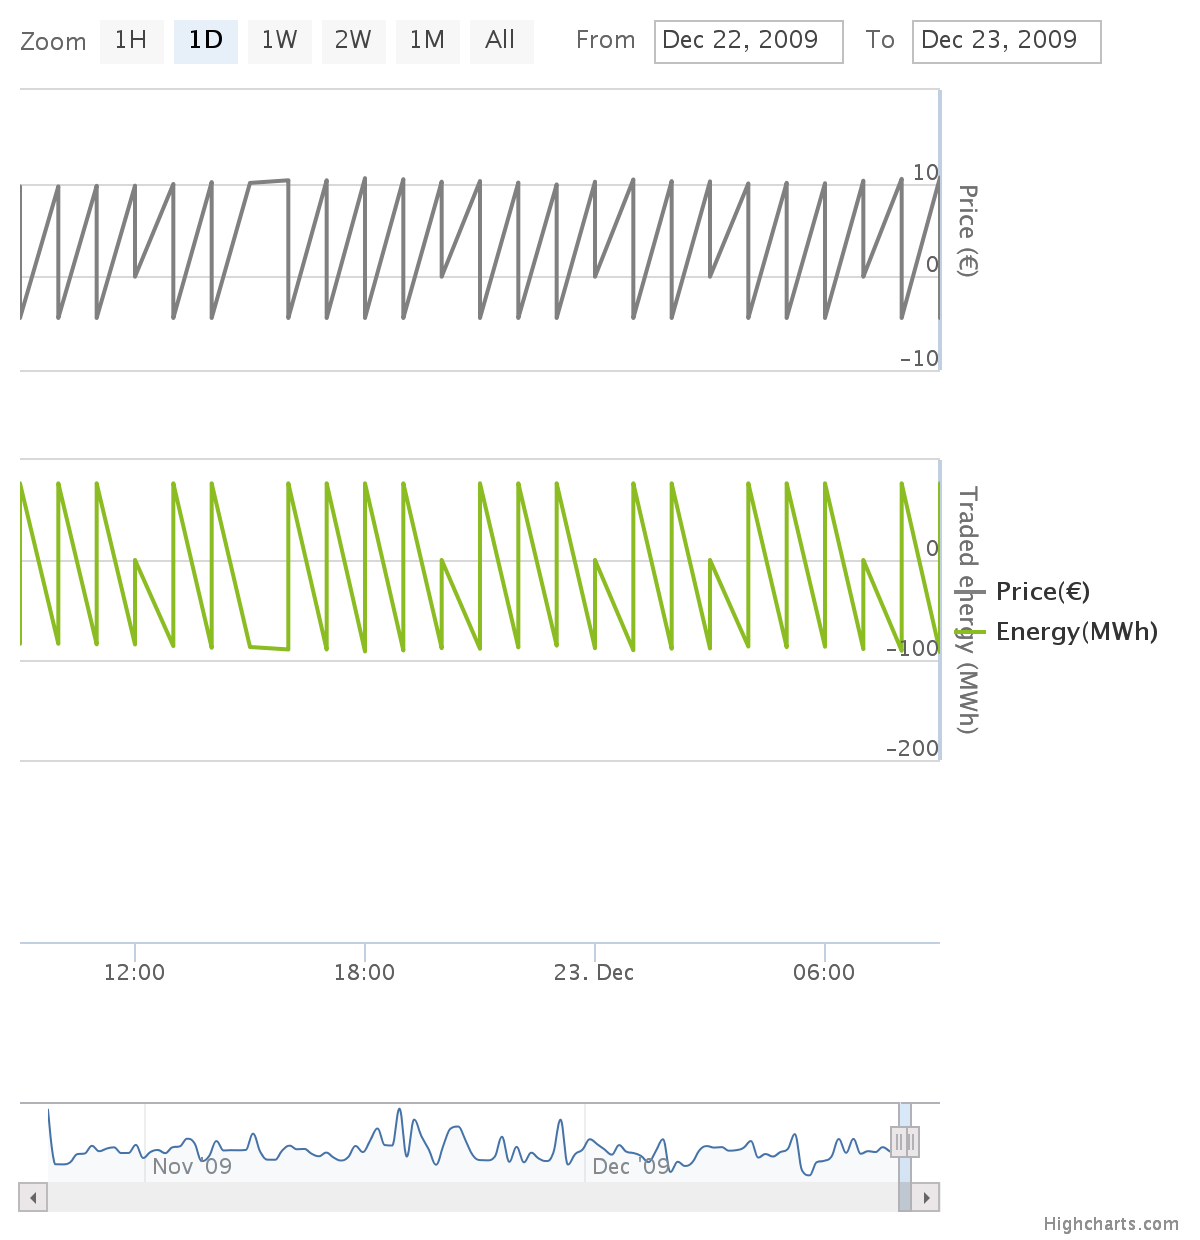 Zoom 1H 1D 1W 2W 1M All From Dec 22, 2009 To Dec 23, 2009
10
Price (€)
0
−10
Traded energy (MWh)
0
Price(€)
Energy(MWh)
−100
−200
12:00 18:00 23. Dec 06:00
Nov '09 Dec '09
Highcharts.com